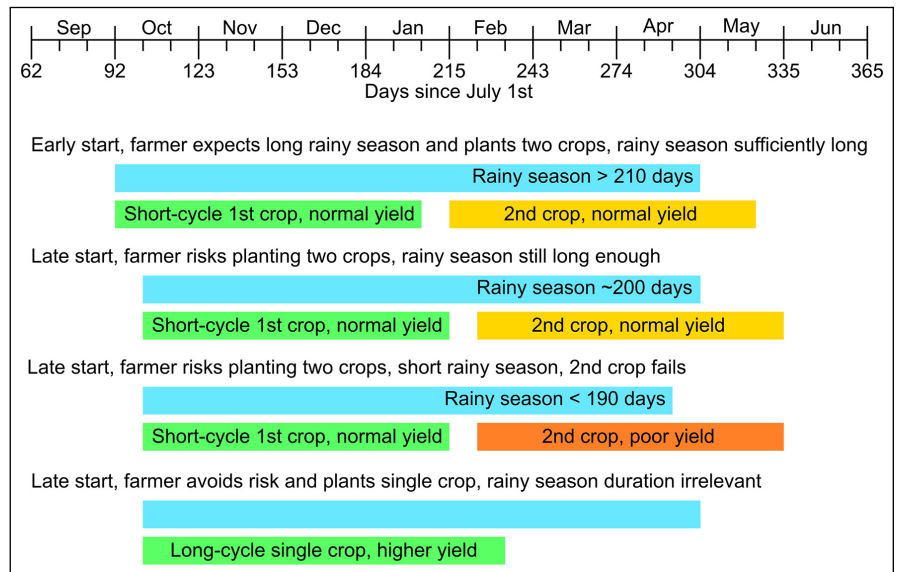 Sep Oct Nov Dec Jan Feb Mar Apr May Jun
62 92 123 153 184 215 243 274 304 335 365
Days since July 1st
Early start, farmer expects long rainy season and plants two crops, rainy season sufficiently long
Rainy season > 210 days
Short-cycle 1st crop, normal yield 2nd crop, normal yield
Late start, farmer risks planting two crops, rainy season still long enough
Rainy season ~200 days
Short-cycle 1st crop, normal yield 2nd crop, normal yield
Late start, farmer risks planting two crops, short rainy season, 2nd crop fails
Rainy season < 190 days
Short-cycle 1st crop, normal yield 2nd crop, poor yield
Late start, farmer avoids risk and plants single crop, rainy season duration irrelevant
Long-cycle single crop, higher yield